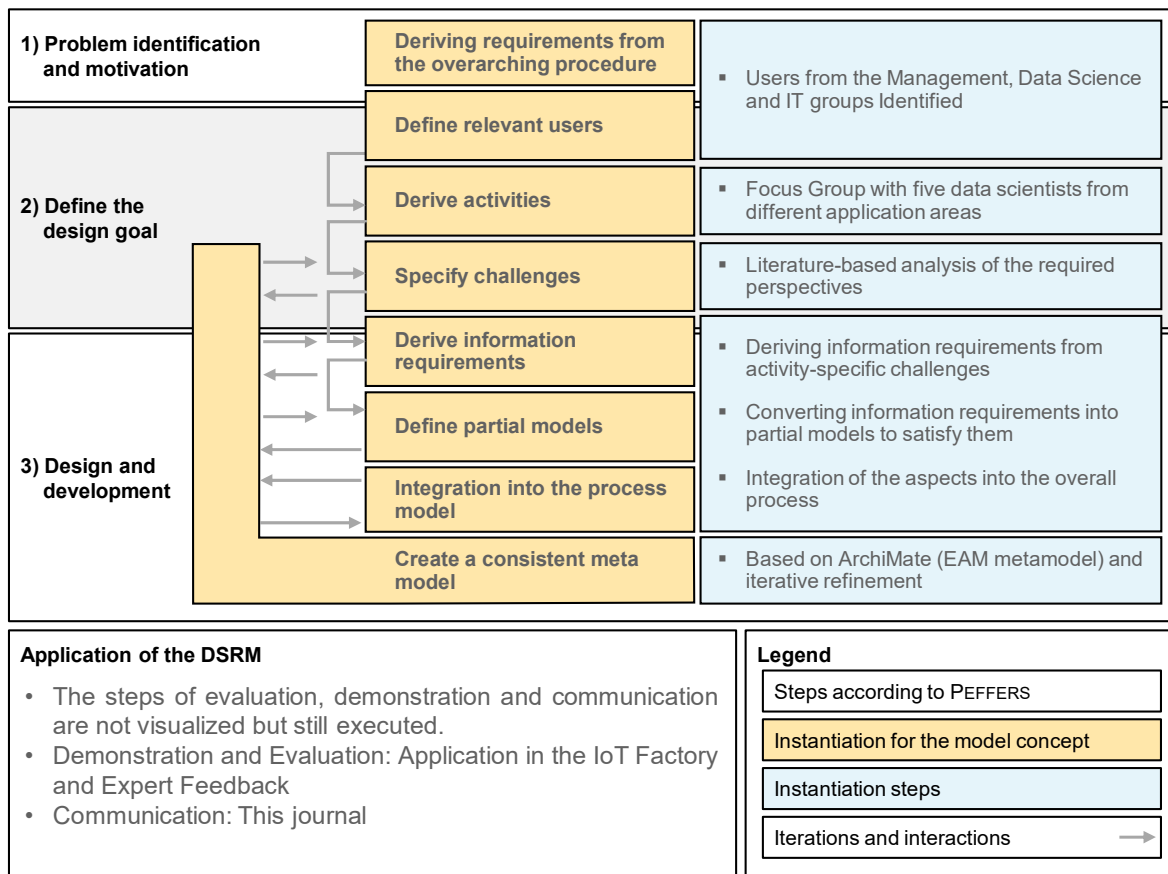 1) Problem identification
and motivation
Deriving requirements from
the overarching procedure
▪ Users from the Management, Data Science
and IT groups Identified
Define relevant users
2) Define the
design goal
Derive activities
▪ Focus Group with five data scientists from
different application areas
Specify challenges
▪ Literature-based analysis of the required
perspectives
3) Design and
development
Derive information
requirements
▪ Deriving information requirements from
activity-specific challenges
Define partial models
▪ Converting information requirements into
partial models to satisfy them
Integration into the process
model
▪ Integration of the aspects into the overall
process
Create a consistent meta
model
▪ Based on ArchiMate (EAM metamodel) and
iterative refinement
Application of the DSRM
• The steps of evaluation, demonstration and communication
are not visualized but still executed.
• Demonstration and Evaluation: Application in the IoT Factory
and Expert Feedback
• Communication: This journal
Legend
Steps according to PEFFERS
Instantiation for the model concept
Instantiation steps
Iterations and interactions